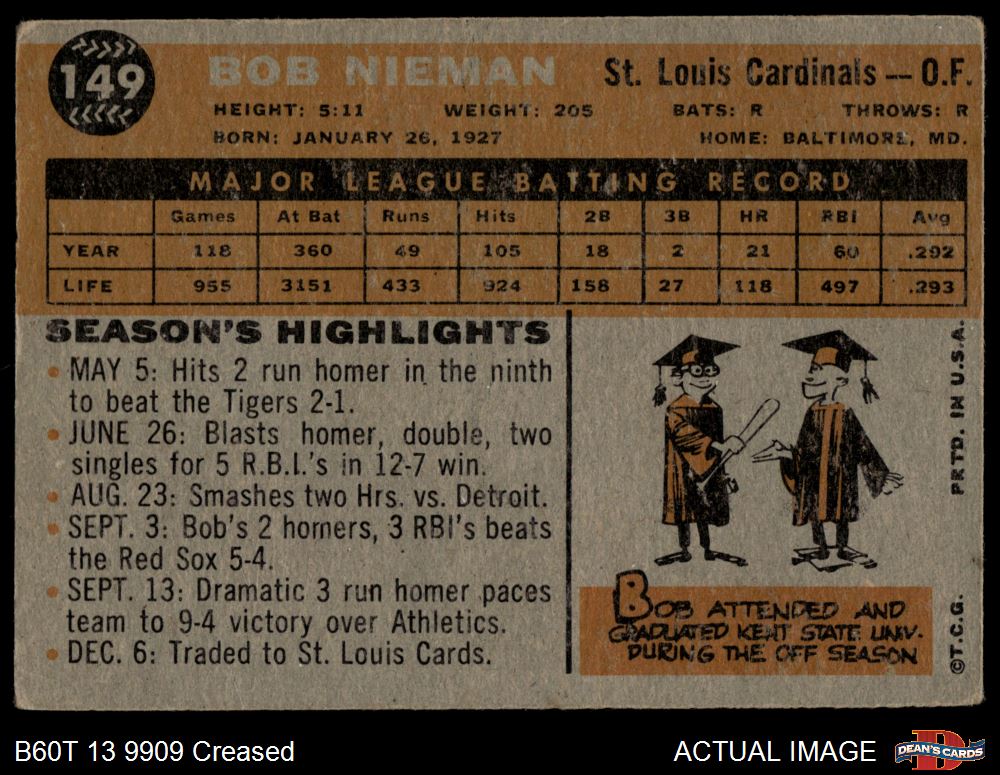 149
BOB NIEMAN
St. Louis Cardinals — O.F.
HEIGHT: 5:11 WEIGHT: 205 BATS: R THROWS: R
BORN: JANUARY 26, 1927 HOME: BALTIMORE, MD.
MAJOR LEAGUE BATTING RECORD
Games At Bat Runs Hits 2B 3B HR RBI Avg
YEAR 118 360 49 105 18 2 21 60 .292
LIFE 955 3151 433 924 158 27 118 497 .293
SEASON'S HIGHLIGHTS
• MAY 5: Hits 2 run homer in the ninth
to beat the Tigers 2-1.
• JUNE 26: Blasts homer, double, two
singles for 5 R.B.I.'s in 12-7 win.
• AUG. 23: Smashes two Hrs. vs. Detroit.
• SEPT. 3: Bob's 2 homers, 3 RBI's beats
the Red Sox 5-4.
• SEPT. 13: Dramatic 3 run homer paces
team to 9-4 victory over Athletics.
• DEC. 6: Traded to St. Louis Cards.
BOB ATTENDED AND
GRADUATED KENT STATE UNIV.
DURING THE OFF SEASON
©T.C.G. PRTD. IN U.S.A.
B60T 13 9909 Creased
ACTUAL IMAGE
D
DEAN'S CARDS